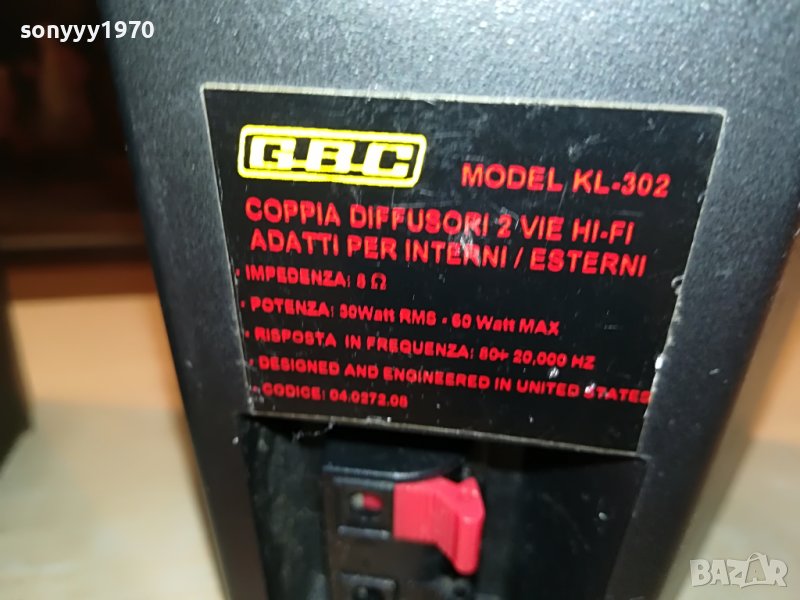 sonyyy1970
G.B.C
MODEL KL-302
COPPIA DIFFUSORI 2 VIE HI-FI
ADATTI PER INTERNI / ESTERNI
• IMPEDENZA: 8 Ω
• POTENZA: 30Watt RMS - 60 Watt MAX
• RISPOSTA IN FREQUENZA: 80÷ 20,000 HZ
• DESIGNED AND ENGINEERED IN UNITED STATES
• CODICE: 04.0272.08
BAZAR